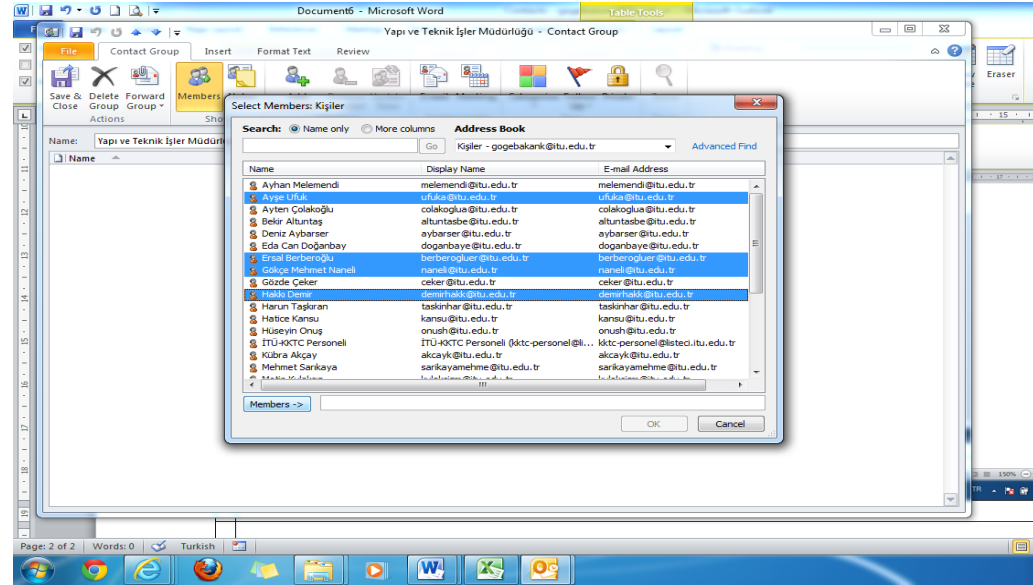 Document6 - Microsoft Word
Table Tools
Yapı ve Teknik İşler Müdürlüğü - Contact Group
File Contact Group Insert Format Text Review
Eraser
Save & Close
Delete Group
Forward Group
Members
Actions
Name: Yapı ve Teknik İşler
Name
Select Members: Kişiler
Search: Name only More columns Address Book
Go Kişiler - gogebakank@itu.edu.tr Advanced Find
Name Display Name E-mail Address
Ayhan Melemendi melemendi@itu.edu.tr melemendi@itu.edu.tr
Ayşe Ufuk ufuka@itu.edu.tr ufuka@itu.edu.tr
Ayten Çolakoğlu colakoglua@itu.edu.tr colakoglua@itu.edu.tr
Bekir Altuntaş altuntasbe@itu.edu.tr altuntasbe@itu.edu.tr
Deniz Aybarser aybarser@itu.edu.tr aybarser@itu.edu.tr
Eda Can Doğanbay doganbaye@itu.edu.tr doganbaye@itu.edu.tr
Ersal Berberoğlu berberogluer@itu.edu.tr berberogluer@itu.edu.tr
Gökçe Mehmet Naneli naneli@itu.edu.tr naneli@itu.edu.tr
Gözde Çeker ceker@itu.edu.tr ceker@itu.edu.tr
Hakkı Demir demirhakk@itu.edu.tr demirhakk@itu.edu.tr
Harun Taşkıran taskinhar@itu.edu.tr taskinhar@itu.edu.tr
Hatice Kansu kansu@itu.edu.tr kansu@itu.edu.tr
Hüseyin Onuş onush@itu.edu.tr onush@itu.edu.tr
İTÜ-KKTC Personeli İTÜ-KKTC Personeli (kktc-personel@li... kktc-personel@listeci.itu.edu.tr
Kübra Akçay akcayk@itu.edu.tr akcayk@itu.edu.tr
Mehmet Sarıkaya sarikayamehme@itu.edu.tr sarikayamehme@itu.edu.tr
Members ->
OK Cancel
150%
TR
Page: 2 of 2 Words: 0 Turkish